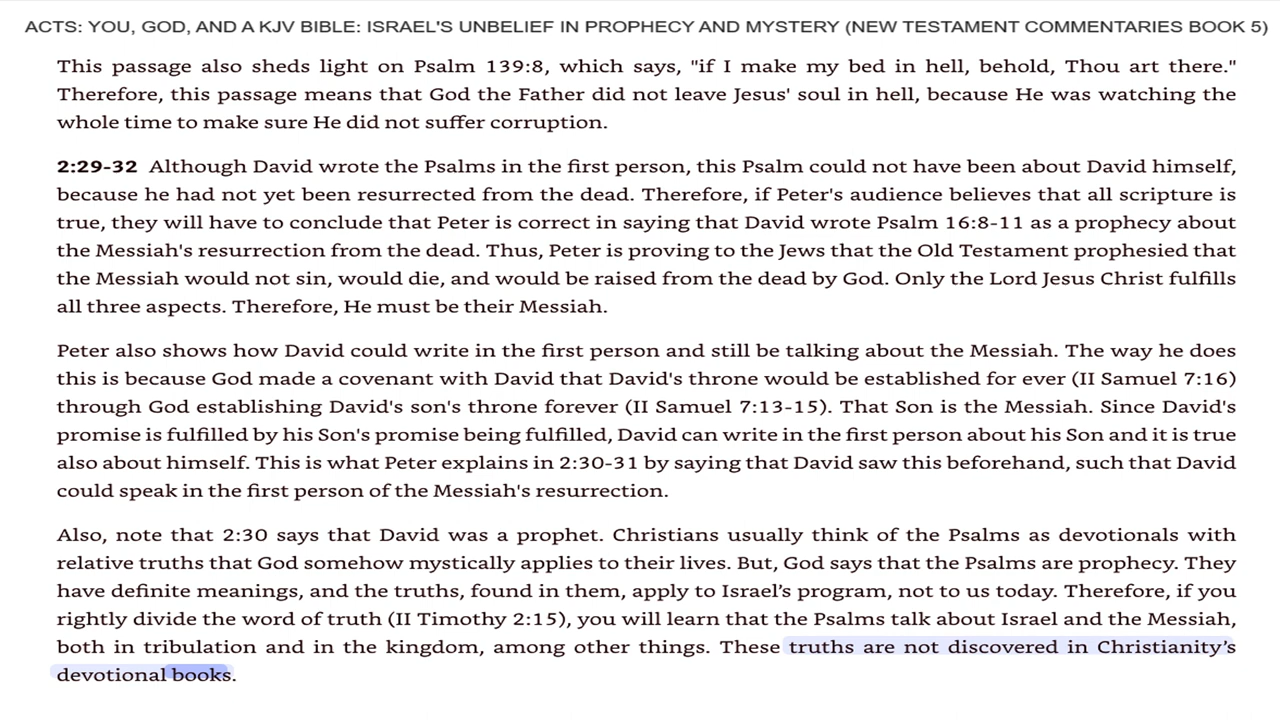 ACTS: YOU, GOD, AND A KJV BIBLE: ISRAEL'S UNBELIEF IN PROPHECY AND MYSTERY (NEW TESTAMENT COMMENTARIES BOOK 5)
This passage also sheds light on Psalm 139:8, which says, "if I make my bed in hell, behold, Thou art there."
Therefore, this passage means that God the Father did not leave Jesus' soul in hell, because He was watching the
whole time to make sure He did not suffer corruption.
2:29-32 Although David wrote the Psalms in the first person, this Psalm could not have been about David himself,
because he had not yet been resurrected from the dead. Therefore, if Peter's audience believes that all scripture is
true, they will have to conclude that Peter is correct in saying that David wrote Psalm 16:8-11 as a prophecy about
the Messiah's resurrection from the dead. Thus, Peter is proving to the Jews that the Old Testament prophesied that
the Messiah would not sin, would die, and would be raised from the dead by God. Only the Lord Jesus Christ fulfills
all three aspects. Therefore, He must be their Messiah.
Peter also shows how David could write in the first person and still be talking about the Messiah. The way he does
this is because God made a covenant with David that David's throne would be established for ever (II Samuel 7:16)
through God establishing David's son's throne forever (II Samuel 7:13-15). That Son is the Messiah. Since David's
promise is fulfilled by his Son's promise being fulfilled, David can write in the first person about his Son and it is true
also about himself. This is what Peter explains in 2:30-31 by saying that David saw this beforehand, such that David
could speak in the first person of the Messiah's resurrection.
Also, note that 2:30 says that David was a prophet. Christians usually think of the Psalms as devotionals with
relative truths that God somehow mystically applies to their lives. But, God says that the Psalms are prophecy. They
have definite meanings, and the truths, found in them, apply to Israel’s program, not to us today. Therefore, if you
rightly divide the word of truth (II Timothy 2:15), you will learn that the Psalms talk about Israel and the Messiah,
both in tribulation and in the kingdom, among other things. These truths are not discovered in Christianity’s
devotional books.